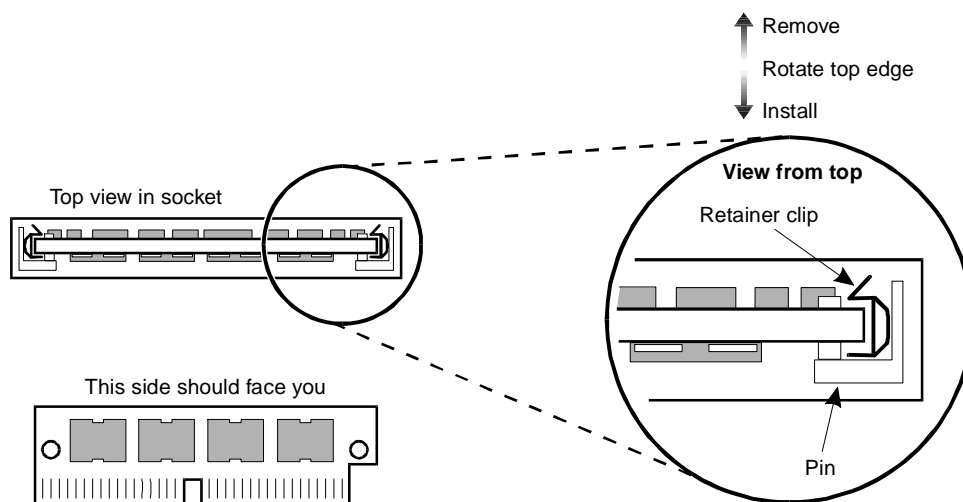 Remove
Rotate top edge
Install
View from top
Top view in socket
Retainer clip
This side should face you
Pin